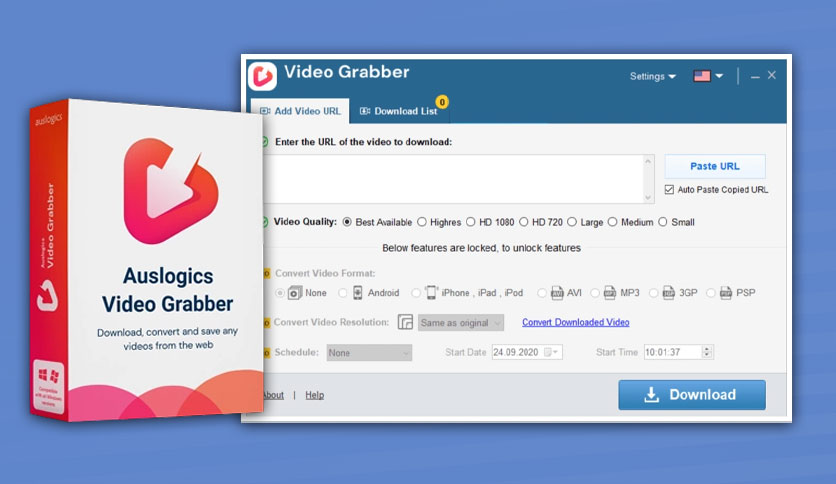 auslogics
Auslogics
Video Grabber
Auslogics
Video Grabber
Download, convert and save any
videos from the web
Compatible
with all Windows
versions
Video Grabber
Settings
Add Video URL
Download List
0
Enter the URL of the video to download:
Paste URL
Auto Paste Copied URL
Video Quality: Best Available Highres HD 1080 HD 720 Large Medium Small
Below features are locked, to unlock features
Convert Video Format:
None Android iPhone , iPad , iPod AVI MP3 3GP PSP
Convert Video Resolution: Same as original Convert Downloaded Video
Schedule: None Start Date 24.09.2020 Start Time 10:01:37
About | Help
Download